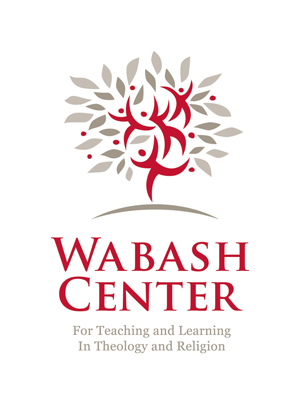 WABASH
CENTER
For Teaching and Learning
In Theology and Religion